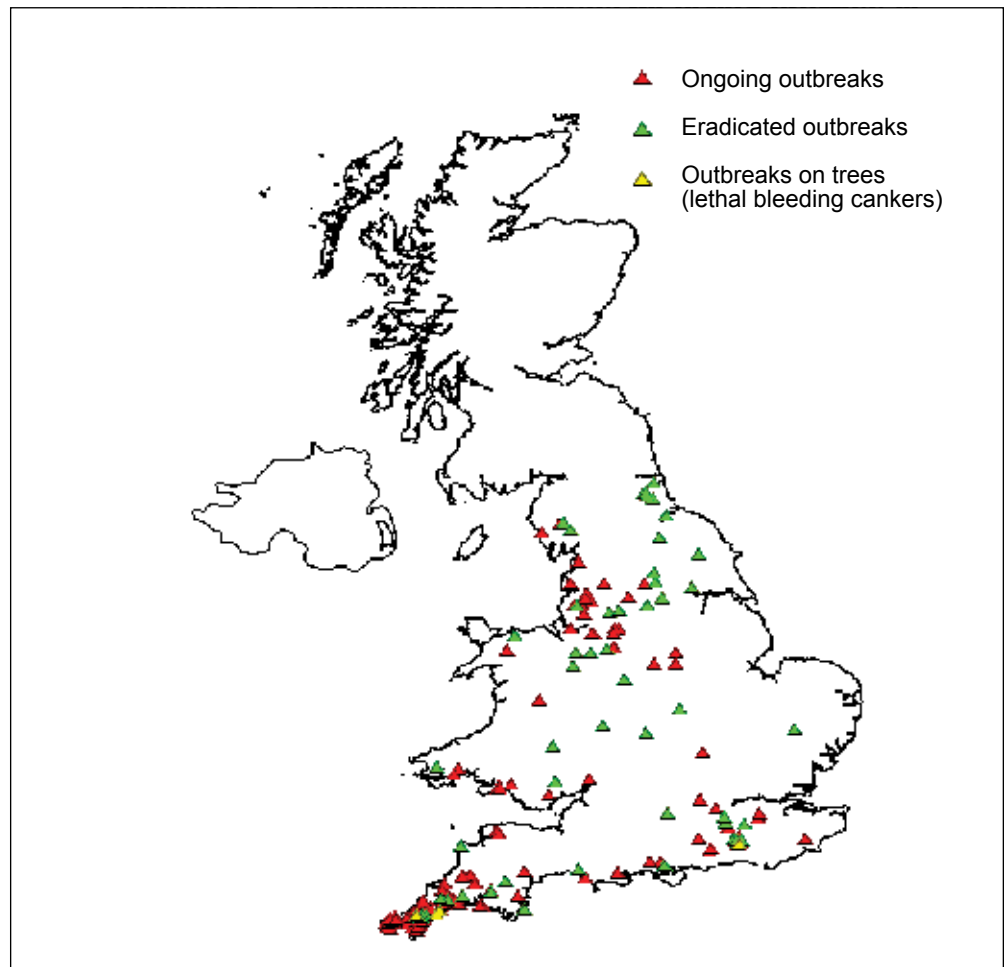 Ongoing outbreaks
Eradicated outbreaks
Outbreaks on trees
(lethal bleeding cankers)